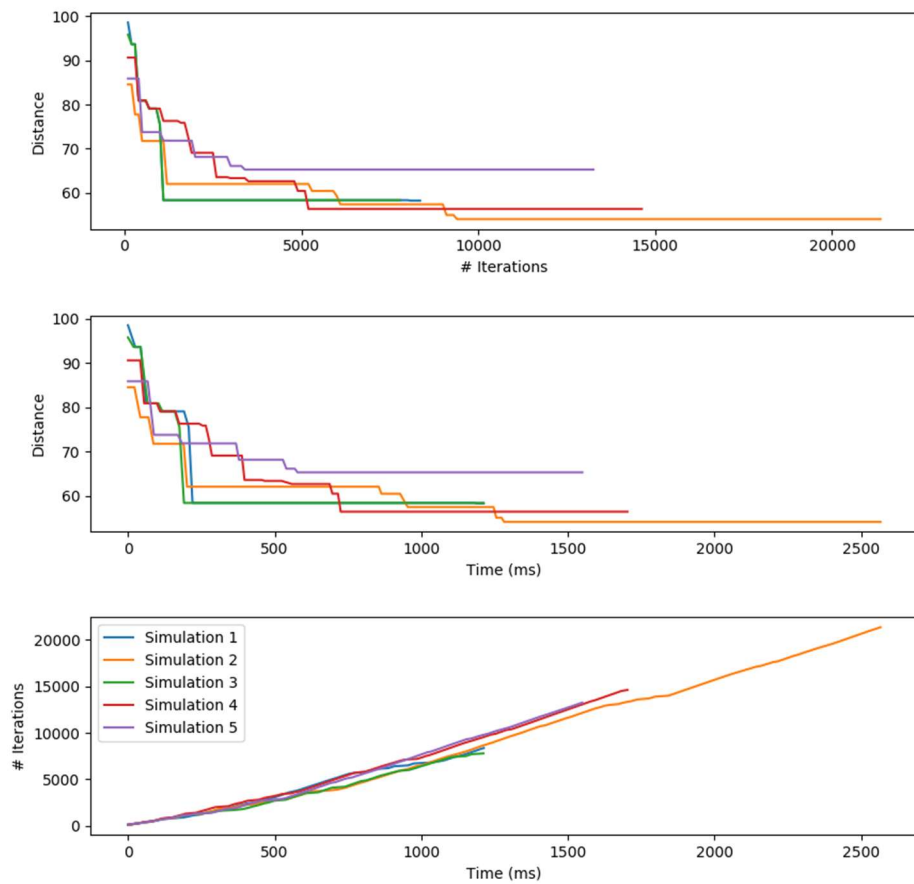 100
90
80
70
60
Distance
0 5000 10000 15000 20000
# Iterations
100
90
80
70
60
Distance
0 500 1000 1500 2000 2500
Time (ms)
20000
15000
10000
5000
0
# Iterations
Simulation 1
Simulation 2
Simulation 3
Simulation 4
Simulation 5
0 500 1000 1500 2000 2500
Time (ms)